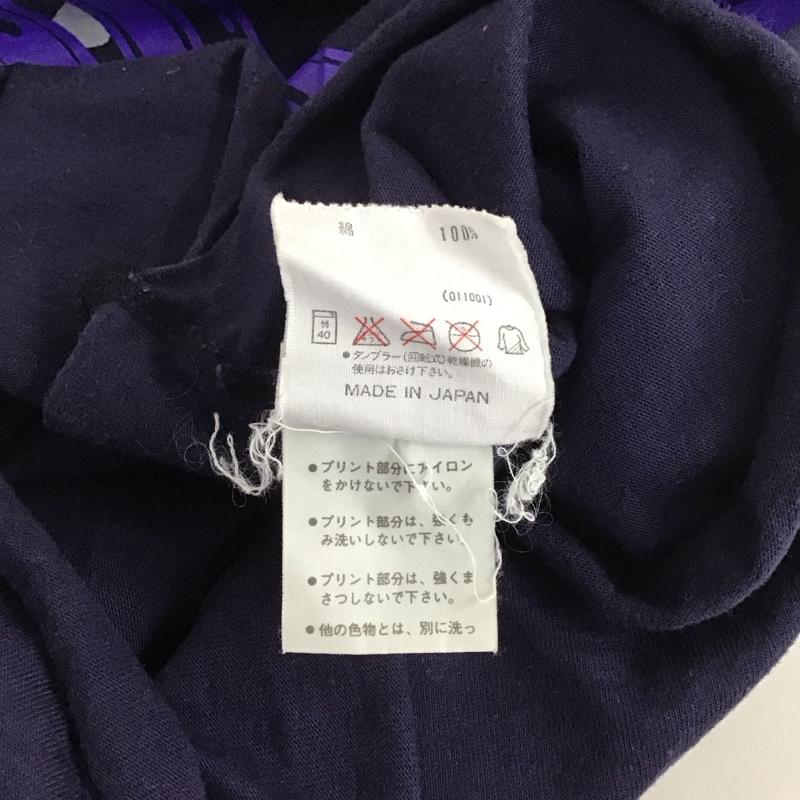 綿 100%
(011001)
弱
40
●タンブラー(回転式)乾燥機の
使用はおさけ下さい。
MADE IN JAPAN
●プリント部分にアイロン
をかけないで下さい。
●プリント部分は、強くも
み洗いしないで下さい。
●プリント部分は、強くま
さつしないで下さい。
●他の色物とは、別に洗っ